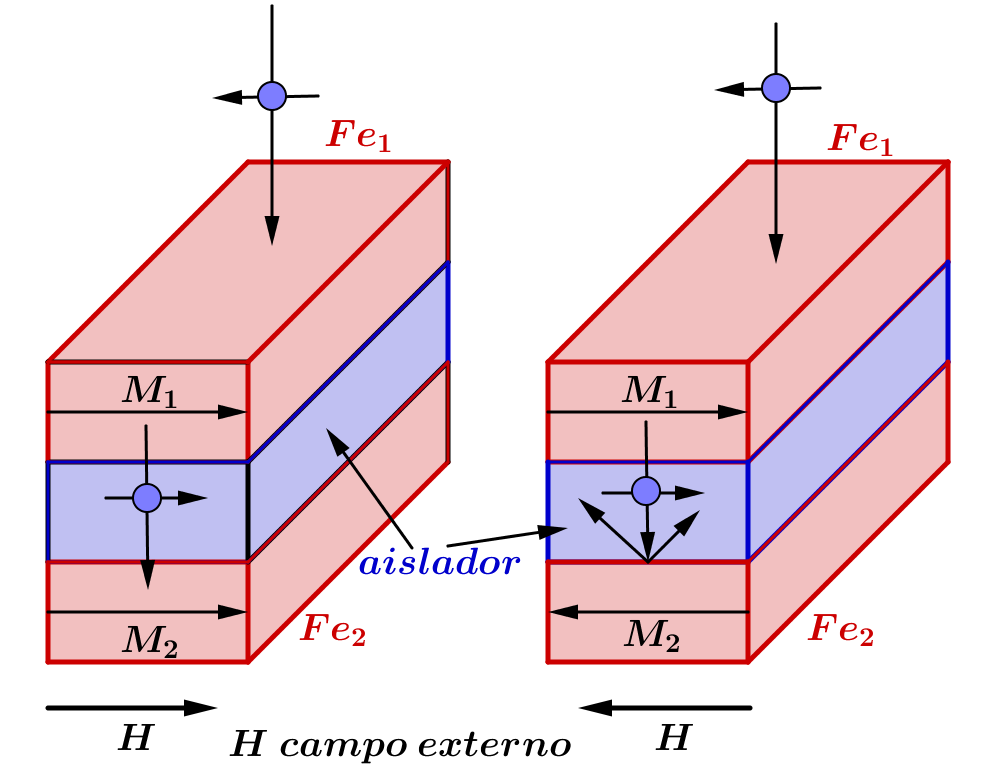 Fe₁
Fe₁
M₁
M₁
aislador
M₂
Fe₂
M₂
Fe₂
H
H campo externo
H